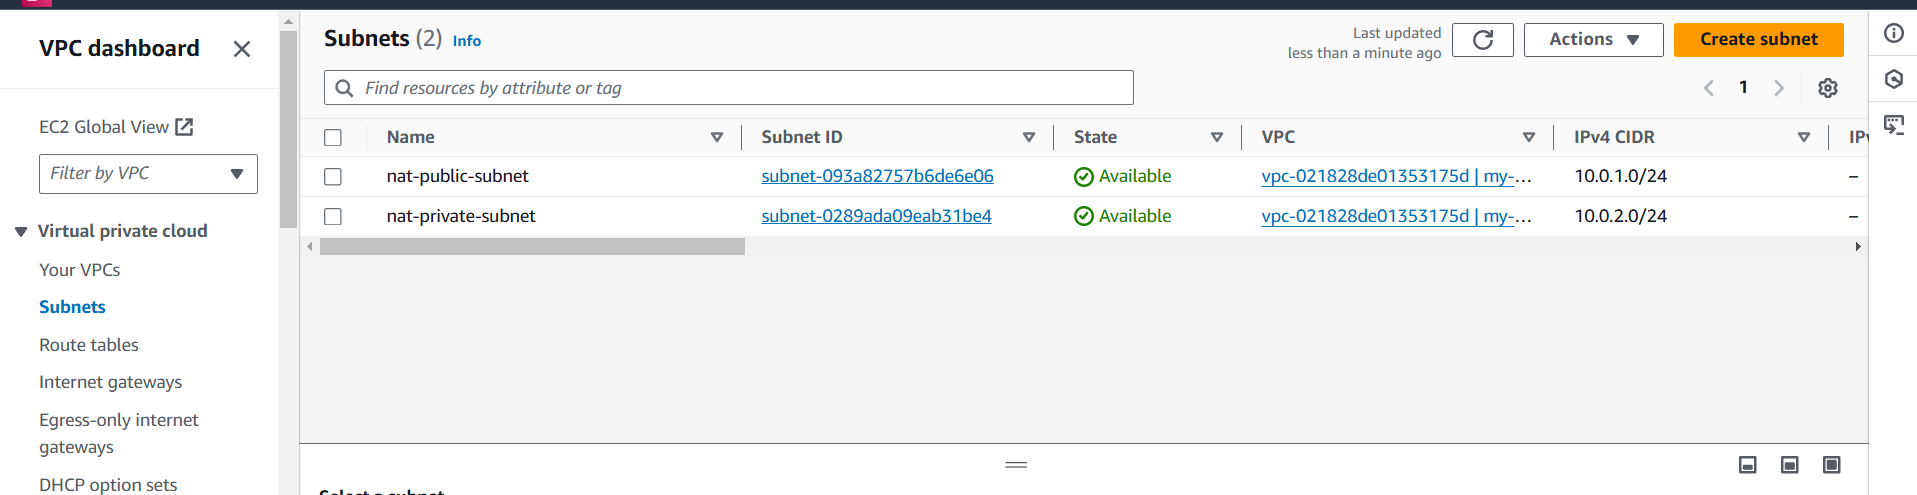 VPC dashboard
EC2 Global View
Filter by VPC
Virtual private cloud
Your VPCs
Subnets
Route tables
Internet gateways
Egress-only internet
gateways
DHCP option sets
Subnets (2) Info
Last updated
less than a minute ago
Actions
Create subnet
Find resources by attribute or tag
1
Name Subnet ID State VPC IPv4 CIDR IPv
nat-public-subnet subnet-093a82757b6de6e06 Available vpc-021828de01353175d | my-... 10.0.1.0/24 –
nat-private-subnet subnet-0289ada09eab31be4 Available vpc-021828de01353175d | my-... 10.0.2.0/24 –
Select a subnet